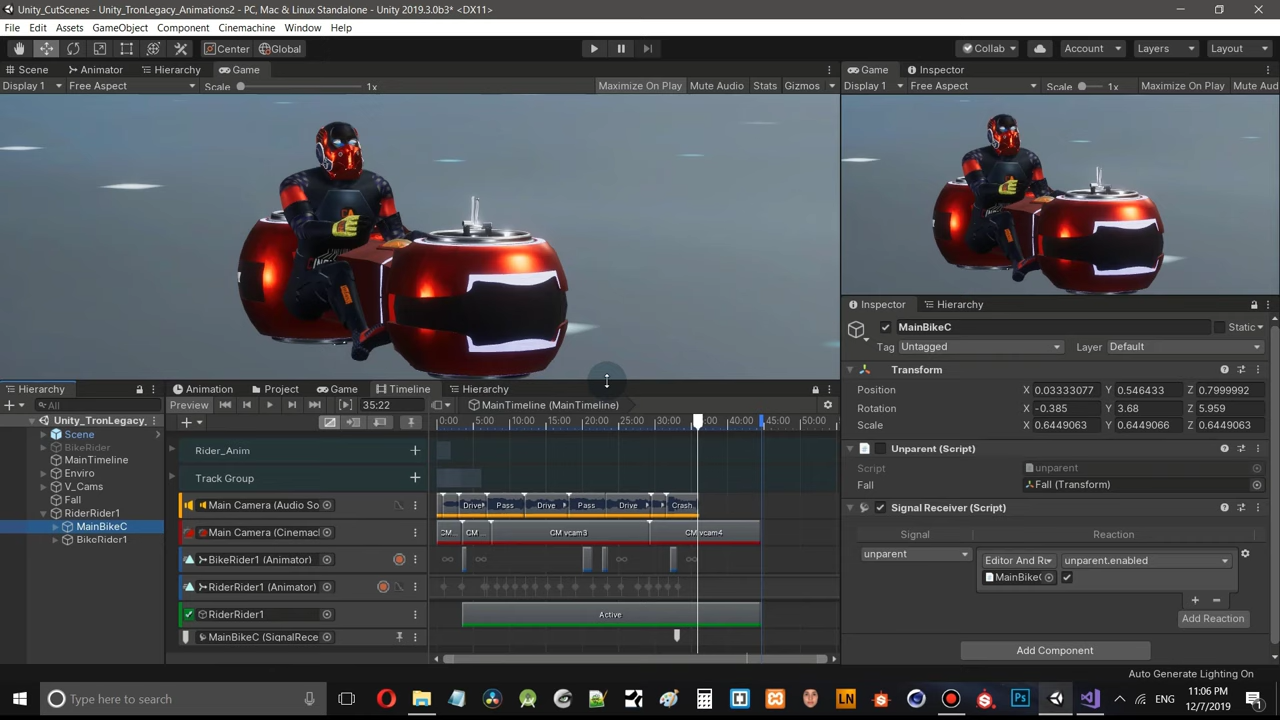 Unity_CutScenes - Unity_TronLegacy_Animations2 - PC, Mac & Linux Standalone - Unity 2019.3.0b3* <DX11>
File Edit Assets GameObject Component Cinemachine Window Help
Center Global Collab Account Layers Layout
Scene Animator Hierarchy Game
Display 1 Free Aspect Scale 1x Maximize On Play Mute Audio Stats Gizmos
Game Inspector
Display 1 Free Aspect Scale 1x Maximize On Play Mute Aud
Hierarchy
All
Unity_TronLegacy_
Scene
BikeRider
MainTimeline
Enviro
V_Cams
Fall
RiderRider1
MainBikeC
BikeRider1
Animation Project Game Timeline Hierarchy
Preview 35:22 MainTimeline (MainTimeline)
0:00 5:00 10:00 15:00 20:00 25:00 30:00 40:00 45:00 50:00
Rider_Anim
Track Group
Main Camera (Audio So Drive Pass Drive Pass Drive Crash
Main Camera (Cinemac CM... CM ... CM vcam3 CM vcam4
BikeRider1 (Animator)
RiderRider1 (Animator)
RiderRider1 Active
MainBikeC (SignalRece
Inspector Hierarchy
MainBikeC Static
Tag Untagged Layer Default
Transform
Position X 0.03333077 Y 0.546433 Z 0.7999992
Rotation X -0.385 Y 3.68 Z 5.959
Scale X 0.6449063 Y 0.6449066 Z 0.6449063
Unparent (Script)
Script unparent
Fall Fall (Transform)
Signal Receiver (Script)
Signal Reaction
unparent Editor And R unparent.enabled
MainBikeC
Add Reaction
Add Component
Auto Generate Lighting On
Type here to search
ENG
11:06 PM
12/7/2019